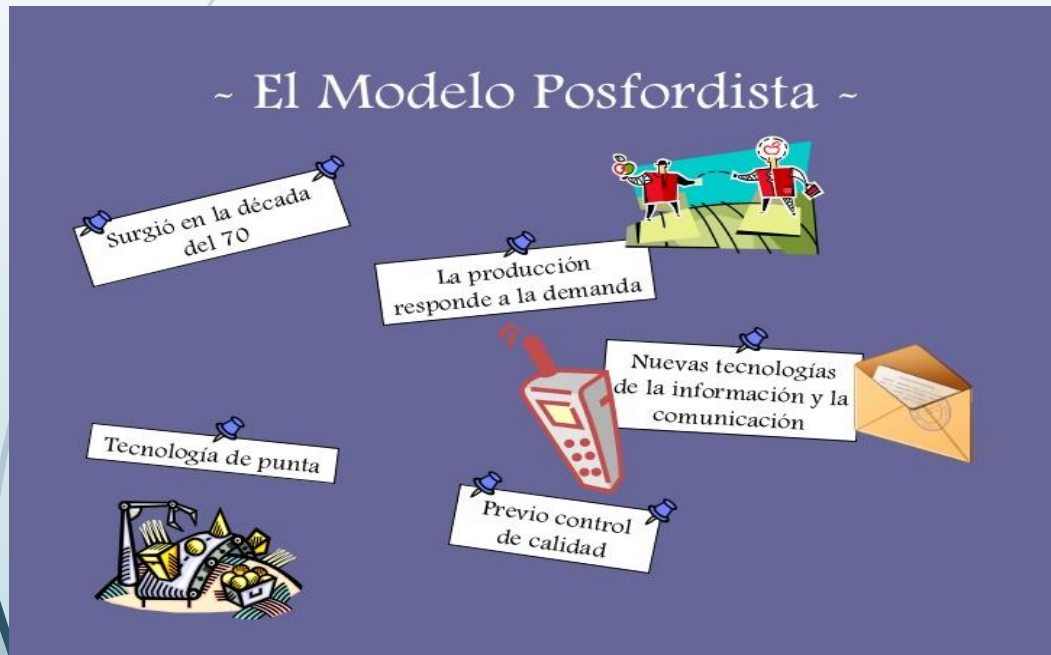 - El Modelo Posfordista -
Surgió en la década
del 70
La producción
responde a la demanda
Nuevas tecnologías
de la información y la
comunicación
Tecnología de punta
Previo control
de calidad